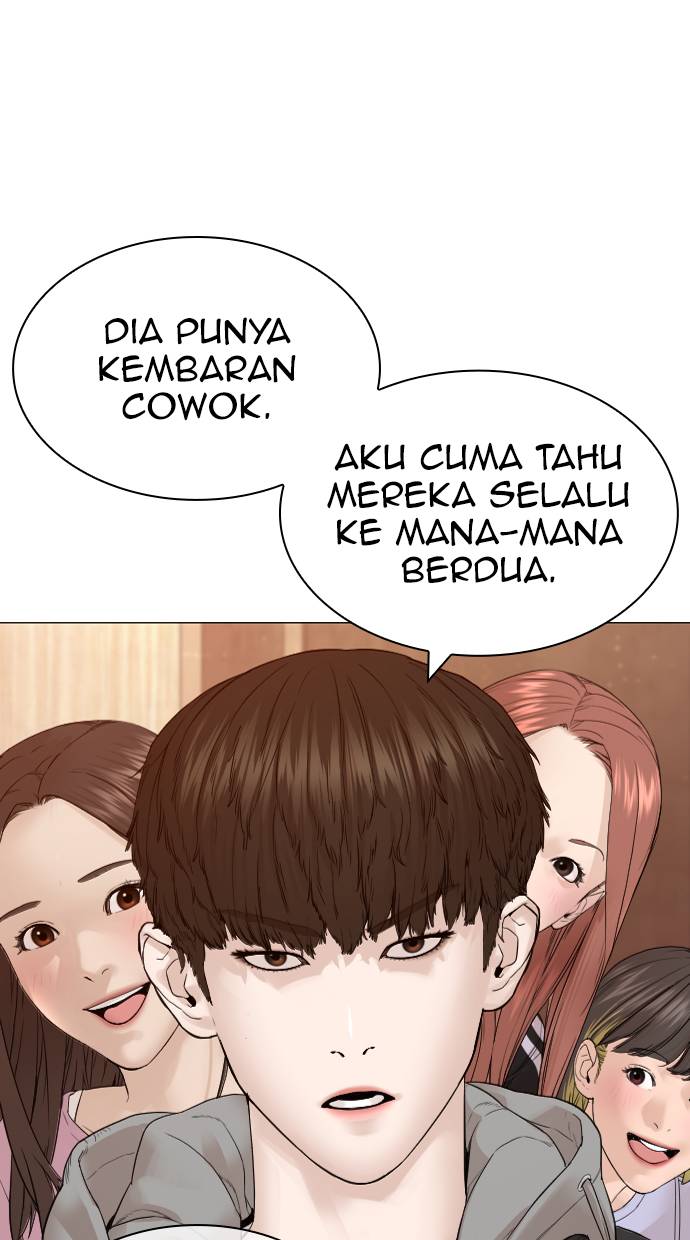 DIA PUNYA
KEMBARAN
COWOK.
AKU CUMA TAHU
MEREKA SELALU
KE MANA-MANA
BERDUA.